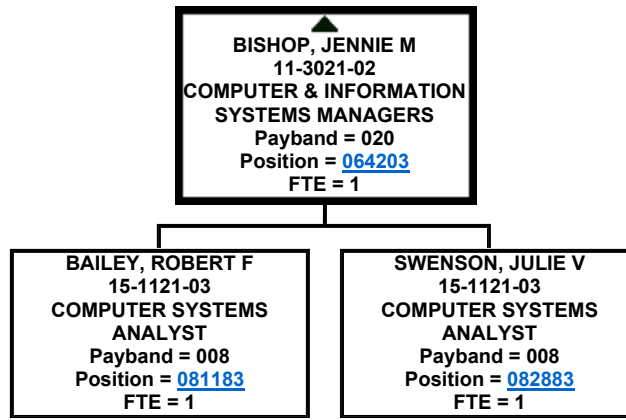 BISHOP, JENNIE M
11-3021-02
COMPUTER & INFORMATION
SYSTEMS MANAGERS
Payband = 020
Position = 064203
FTE = 1
BAILEY, ROBERT F
15-1121-03
COMPUTER SYSTEMS
ANALYST
Payband = 008
Position = 081183
FTE = 1
SWENSON, JULIE V
15-1121-03
COMPUTER SYSTEMS
ANALYST
Payband = 008
Position = 082883
FTE = 1